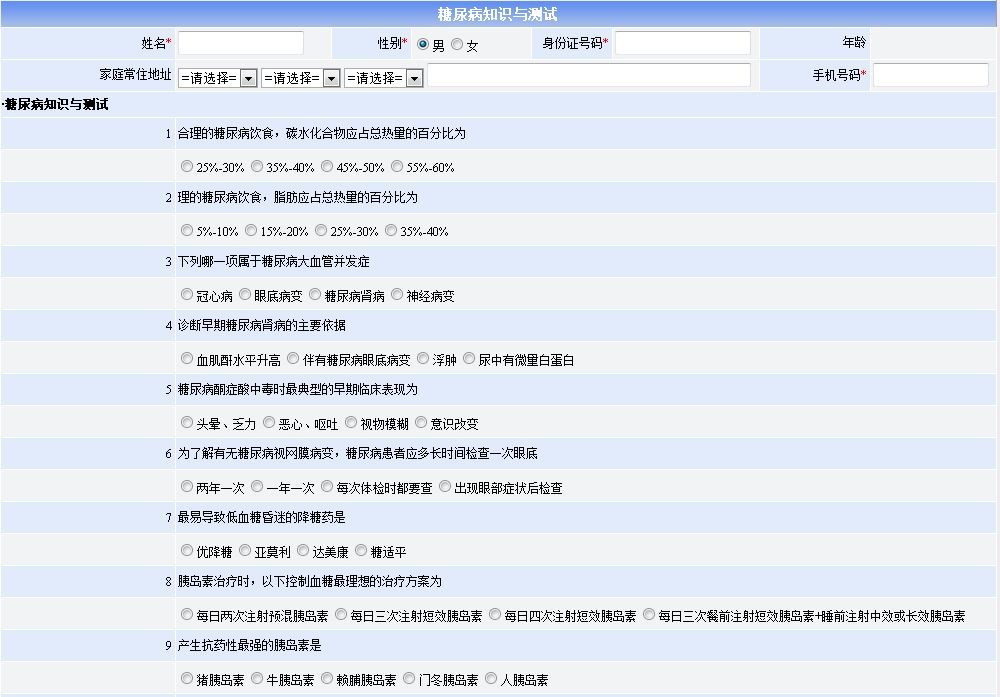 糖尿病知识与测试
姓名* 性别* 男 女 身份证号码* 年龄
家庭常住地址 =请选择= =请选择= =请选择= 手机号码*
·糖尿病知识与测试
1 合理的糖尿病饮食，碳水化合物应占总热量的百分比为
25%-30% 35%-40% 45%-50% 55%-60%
2 理的糖尿病饮食，脂肪应占总热量的百分比为
5%-10% 15%-20% 25%-30% 35%-40%
3 下列哪一项属于糖尿病大血管并发症
冠心病 眼底病变 糖尿病肾病 神经病变
4 诊断早期糖尿病肾病的主要依据
血肌酐水平升高 伴有糖尿病眼底病变 浮肿 尿中有微量白蛋白
5 糖尿病酮症酸中毒时最典型的早期临床表现为
头晕、乏力 恶心、呕吐 视物模糊 意识改变
6 为了解有无糖尿病视网膜病变，糖尿病患者应多长时间检查一次眼底
两年一次 一年一次 每次体检时都要查 出现眼部症状后检查
7 最易导致低血糖昏迷的降糖药是
优降糖 亚莫利 达美康 糖适平
8 胰岛素治疗时，以下控制血糖最理想的治疗方案为
每日两次注射预混胰岛素 每日三次注射短效胰岛素 每日四次注射短效胰岛素 每日三次餐前注射短效胰岛素+睡前注射中效或长效胰岛素
9 产生抗药性最强的胰岛素是
猪胰岛素 牛胰岛素 赖脯胰岛素 门冬胰岛素 人胰岛素